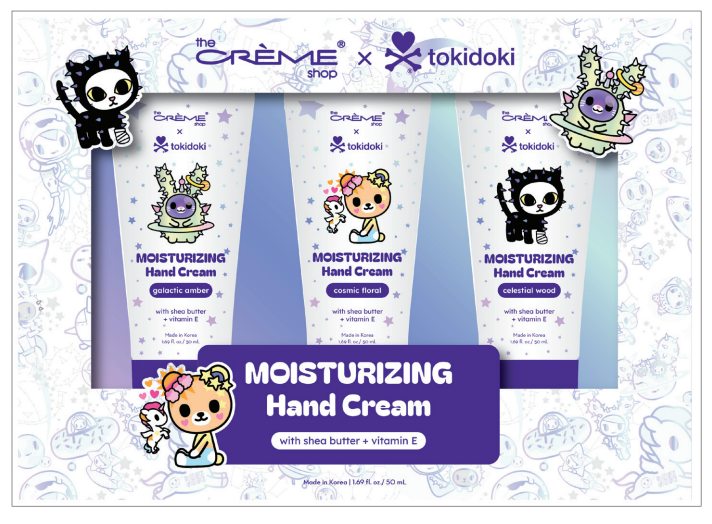 the
CRÈME®
shop
x
tokidoki
the
CRÈME
shop
x
tokidoki
MOISTURIZING
Hand Cream
galactic amber
with shea butter
+ vitamin E
Made in Korea
1.69 fl. oz./ 50 mL
the
CRÈME
shop
x
tokidoki
MOISTURIZING
Hand Cream
cosmic floral
with shea butter
+ vitamin E
Made in Korea
1.69 fl. oz./ 50 mL
the
CRÈME
shop
x
tokidoki
MOISTURIZING
Hand Cream
celestial wood
with shea butter
+ vitamin E
Made in Korea
1.69 fl. oz./ 50 mL
MOISTURIZING
Hand Cream
with shea butter + vitamin E
Made in Korea | 1.69 fl. oz./ 50 mL